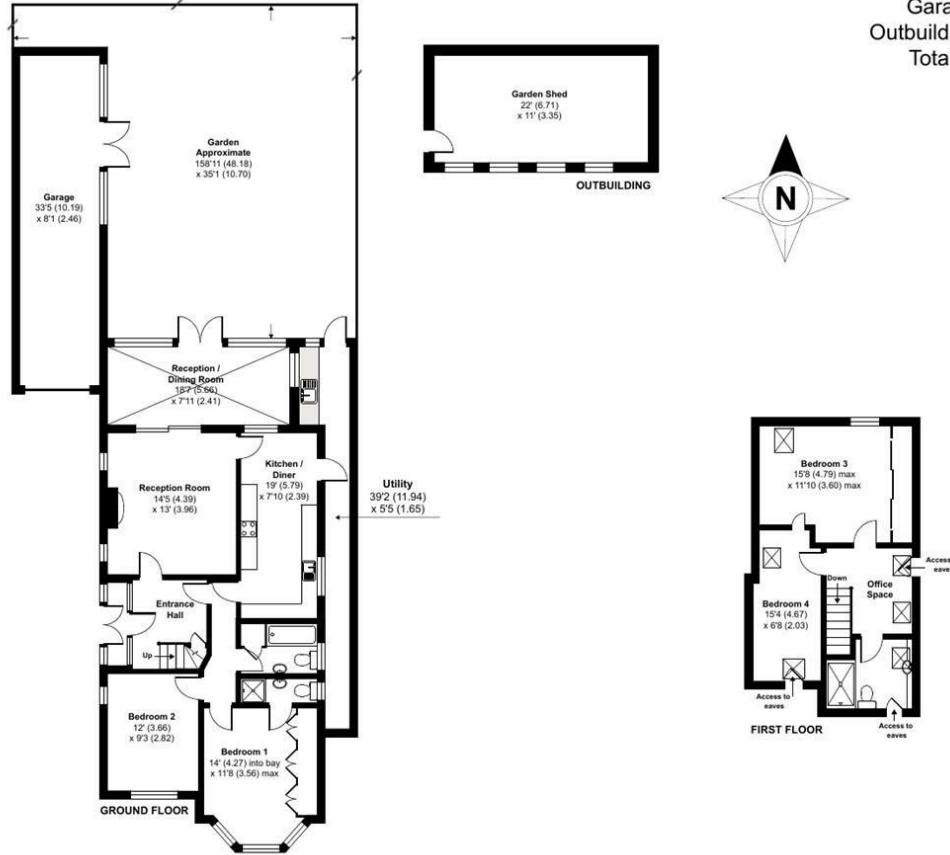 Gara
Outbuild
Tota
Garden Shed
22' (6.71)
x 11' (3.35)
OUTBUILDING
N
Garden
Approximate
158'11 (48.18)
x 35'1 (10.70)
Garage
33'5 (10.19)
x 8'1 (2.46)
Reception /
Dining Room
18'7 (5.66)
x 7'11 (2.41)
Kitchen /
Diner
19' (5.79)
x 7'10 (2.39)
Reception Room
14'5 (4.39)
x 13' (3.96)
Utility
39'2 (11.94)
x 5'5 (1.65)
Entrance
Hall
Up
Bedroom 2
12' (3.66)
x 9'3 (2.82)
Bedroom 1
14' (4.27) into bay
x 11'8 (3.56) max
GROUND FLOOR
Bedroom 3
15'8 (4.79) max
x 11'10 (3.60) max
Access
eave
Down
Office
Space
Bedroom 4
15'4 (4.67)
x 6'8 (2.03)
Access to
eaves
Access to
eaves
FIRST FLOOR